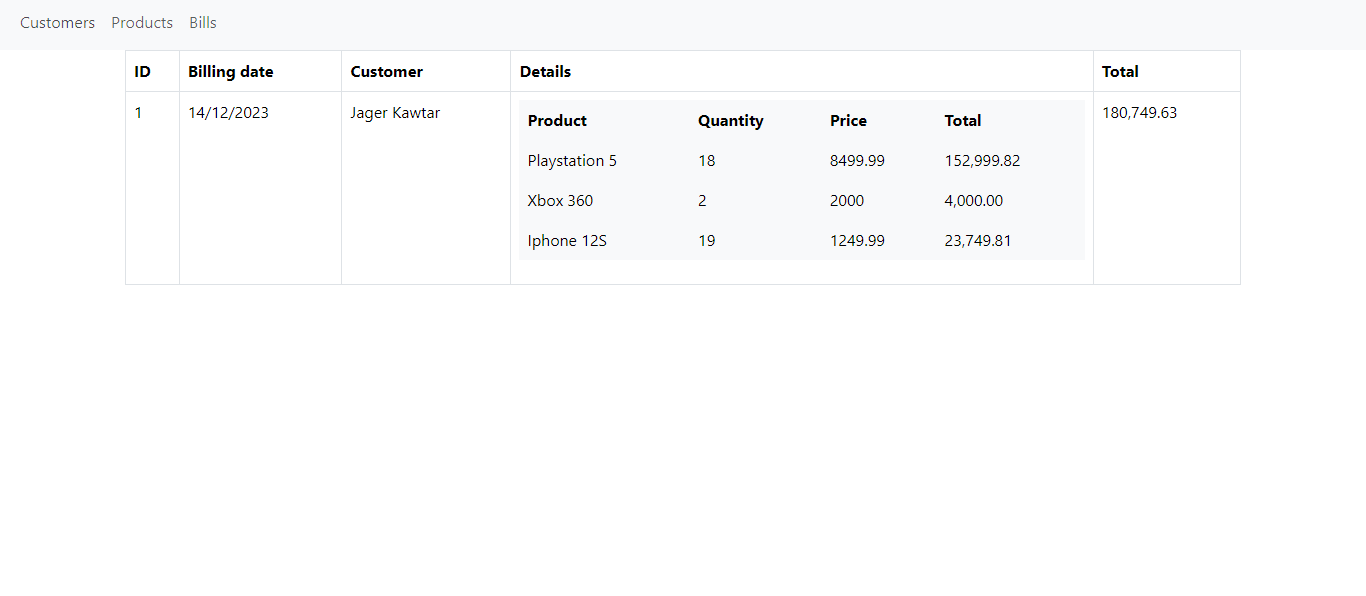 Customers Products Bills
ID Billing date Customer Details Total
1 14/12/2023 Jager Kawtar 180,749.63
Product Quantity Price Total
Playstation 5 18 8499.99 152,999.82
Xbox 360 2 2000 4,000.00
Iphone 12S 19 1249.99 23,749.81